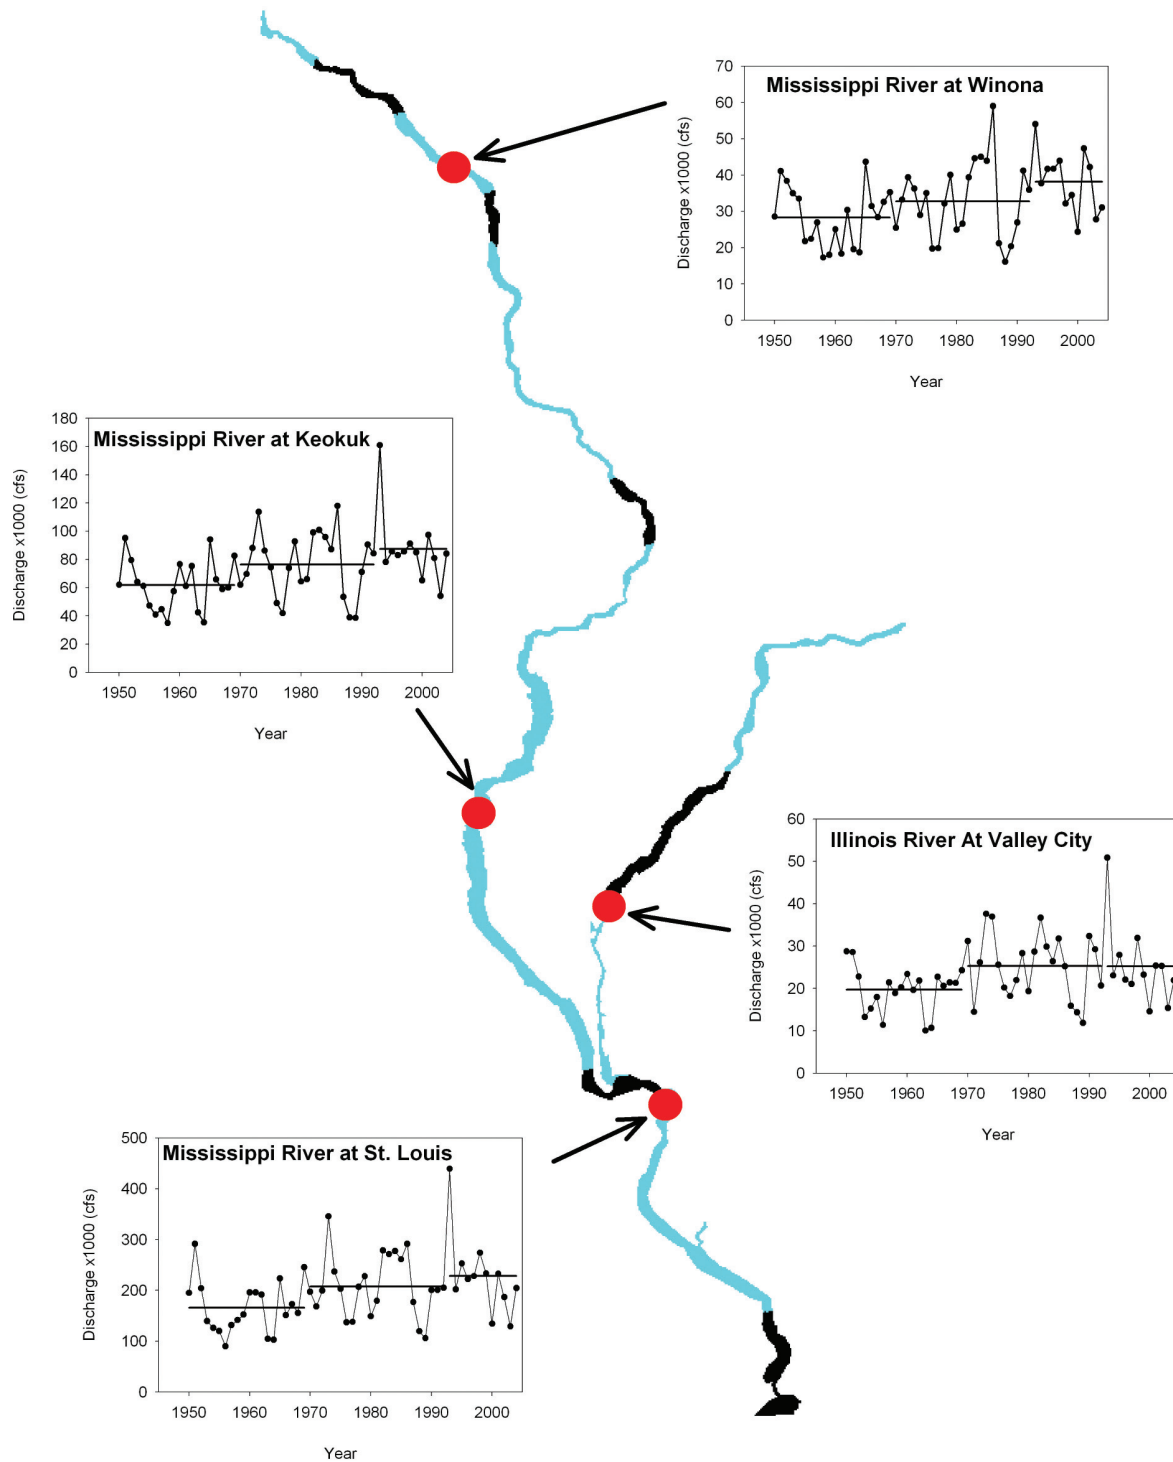 Mississippi River at Winona
Discharge x1000 (cfs)
70
60
50
40
30
20
10
0
1950 1960 1970 1980 1990 2000
Year
Mississippi River at Keokuk
Discharge x1000 (cfs)
180
160
140
120
100
80
60
40
20
0
1950 1960 1970 1980 1990 2000
Year
Illinois River At Valley City
Discharge x1000 (cfs)
60
50
40
30
20
10
0
1950 1960 1970 1980 1990 2000
Year
Mississippi River at St. Louis
Discharge x1000 (cfs)
500
400
300
200
100
0
1950 1960 1970 1980 1990 2000
Year